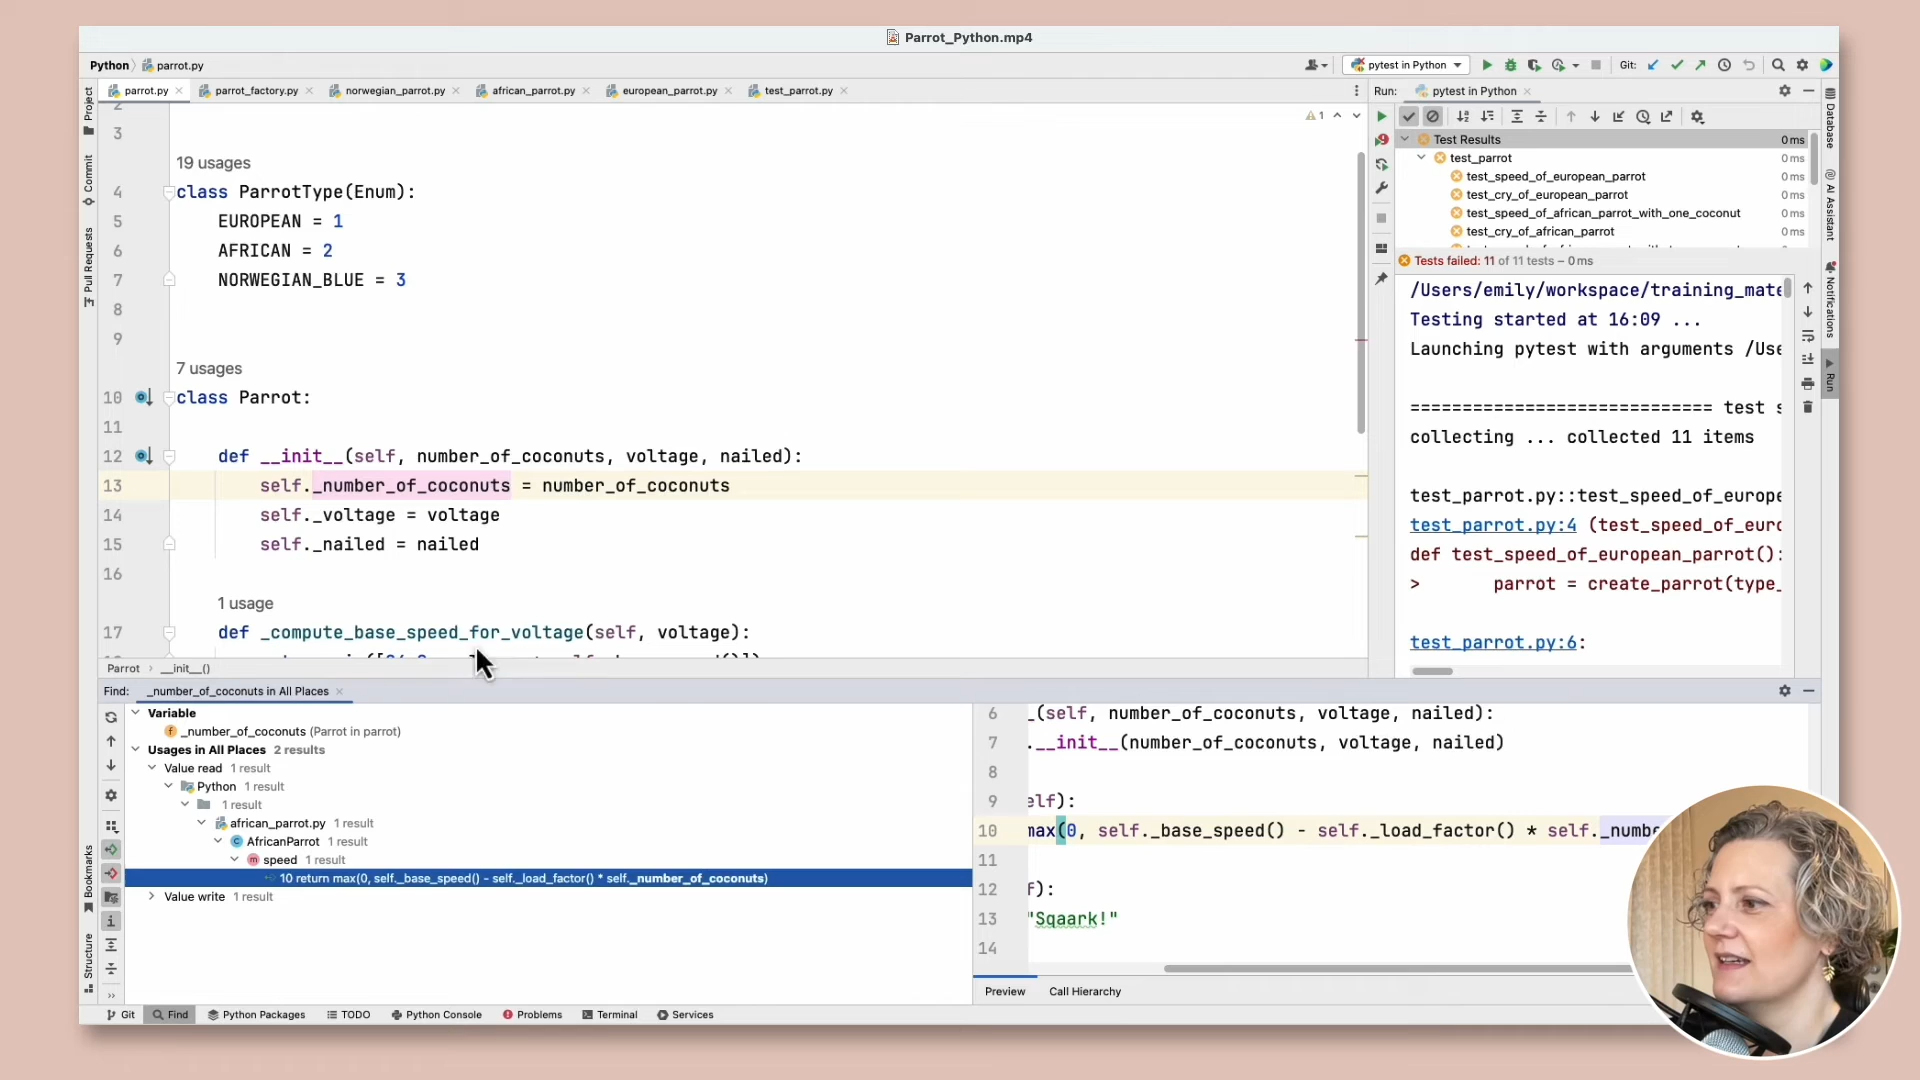 Parrot_Python.mp4
Python parrot.py
pytest in Python
Git:
parrot.py
parrot_factory.py
norwegian_parrot.py
african_parrot.py
european_parrot.py
test_parrot.py
Project
Commit
Pull Requests
Bookmarks
Structure
1
3
19 usages
4 class ParrotType(Enum):
5 EUROPEAN = 1
6 AFRICAN = 2
7 NORWEGIAN_BLUE = 3
8
9
7 usages
10 class Parrot:
11
12 def __init__(self, number_of_coconuts, voltage, nailed):
13 self._number_of_coconuts = number_of_coconuts
14 self._voltage = voltage
15 self._nailed = nailed
16
1 usage
17 def _compute_base_speed_for_voltage(self, voltage):
Parrot › __init__()
Run: pytest in Python
Test Results 0 ms
test_parrot 0 ms
test_speed_of_european_parrot 0 ms
test_cry_of_european_parrot 0 ms
test_speed_of_african_parrot_with_one_coconut 0 ms
test_cry_of_african_parrot 0 ms
Tests failed: 11 of 11 tests – 0 ms
/Users/emily/workspace/training_mate
Testing started at 16:09 ...
Launching pytest with arguments /Use
============================= test s
collecting ... collected 11 items
test_parrot.py::test_speed_of_europe
test_parrot.py:4 (test_speed_of_euro
def test_speed_of_european_parrot():
> parrot = create_parrot(type_
test_parrot.py:6:
Database
AI Assistant
Notifications
Run
Find: _number_of_coconuts in All Places
Variable
_number_of_coconuts (Parrot in parrot)
Usages in All Places 2 results
Value read 1 result
Python 1 result
1 result
african_parrot.py 1 result
AfricanParrot 1 result
speed 1 result
10 return max(0, self._base_speed() - self._load_factor() * self._number_of_coconuts)
Value write 1 result
6 _(self, number_of_coconuts, voltage, nailed):
7 .__init__(number_of_coconuts, voltage, nailed)
8
9 elf):
10 max(0, self._base_speed() - self._load_factor() * self._numbe
11
12 f):
13 "Sqaark!"
14
Preview
Call Hierarchy
Git
Find
Python Packages
TODO
Python Console
Problems
Terminal
Services